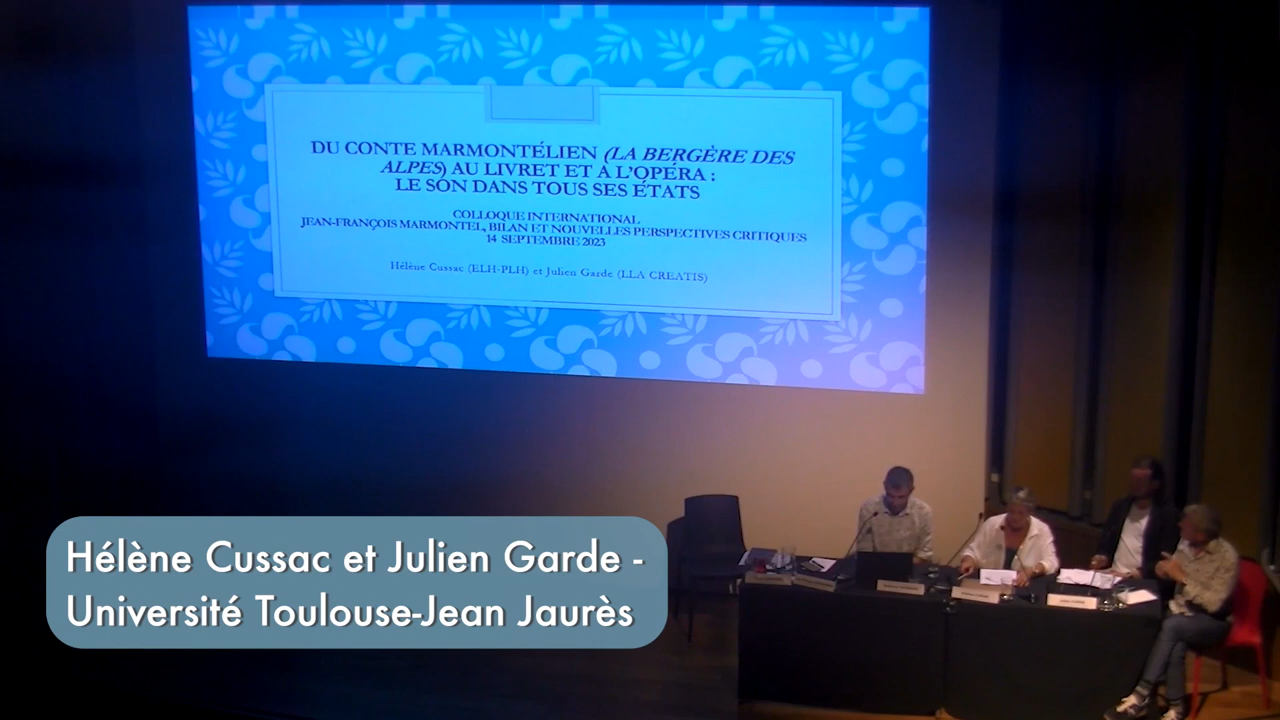 DU CONTE MARMONTÉLIEN (LA BERGÈRE DES
ALPES) AU LIVRET ET A L'OPÉRA :
LE SON DANS TOUS SES ÉTATS
COLLOQUE INTERNATIONAL
JEAN-FRANÇOIS MARMONTEL, BILAN ET NOUVELLES PERSPECTIVES CRITIQUES
14 SEPTEMBRE 2023
Hélène Cussac (ELH-PLH) et Julien Garde (LLA CREATIS)
Hélène Cussac et Julien Garde -
Université Toulouse-Jean Jaurès